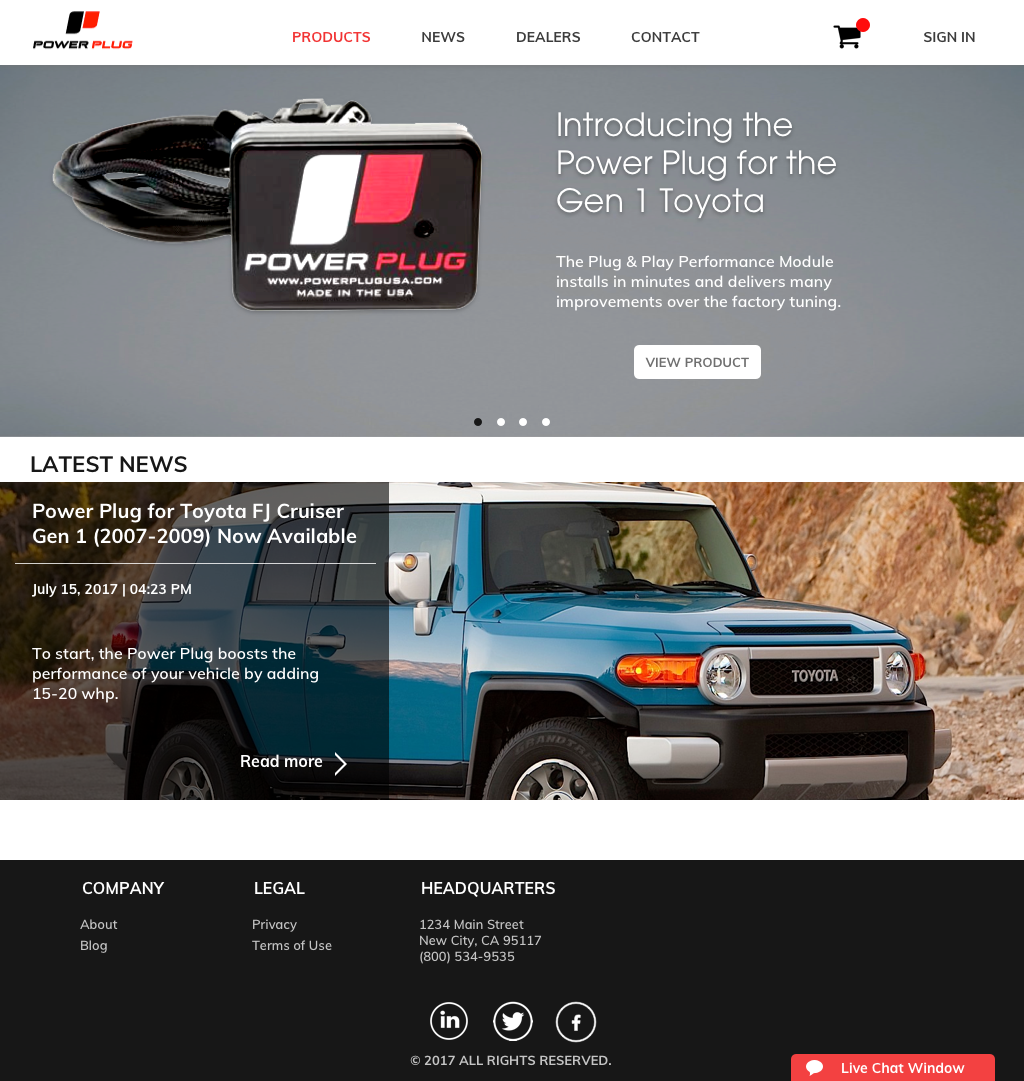 POWER PLUG
PRODUCTS
NEWS
DEALERS
CONTACT
SIGN IN
POWER PLUG
WWW.POWERPLUGUSA.COM
MADE IN THE USA
Introducing the
Power Plug for the
Gen 1 Toyota
The Plug & Play Performance Module
installs in minutes and delivers many
improvements over the factory tuning.
VIEW PRODUCT
LATEST NEWS
Power Plug for Toyota FJ Cruiser
Gen 1 (2007-2009) Now Available
July 15, 2017 | 04:23 PM
To start, the Power Plug boosts the
performance of your vehicle by adding
15-20 whp.
Read more
TOYOTA
COMPANY
About
Blog
LEGAL
Privacy
Terms of Use
HEADQUARTERS
1234 Main Street
New City, CA 95117
(800) 534-9535
in
f
© 2017 ALL RIGHTS RESERVED.
Live Chat Window